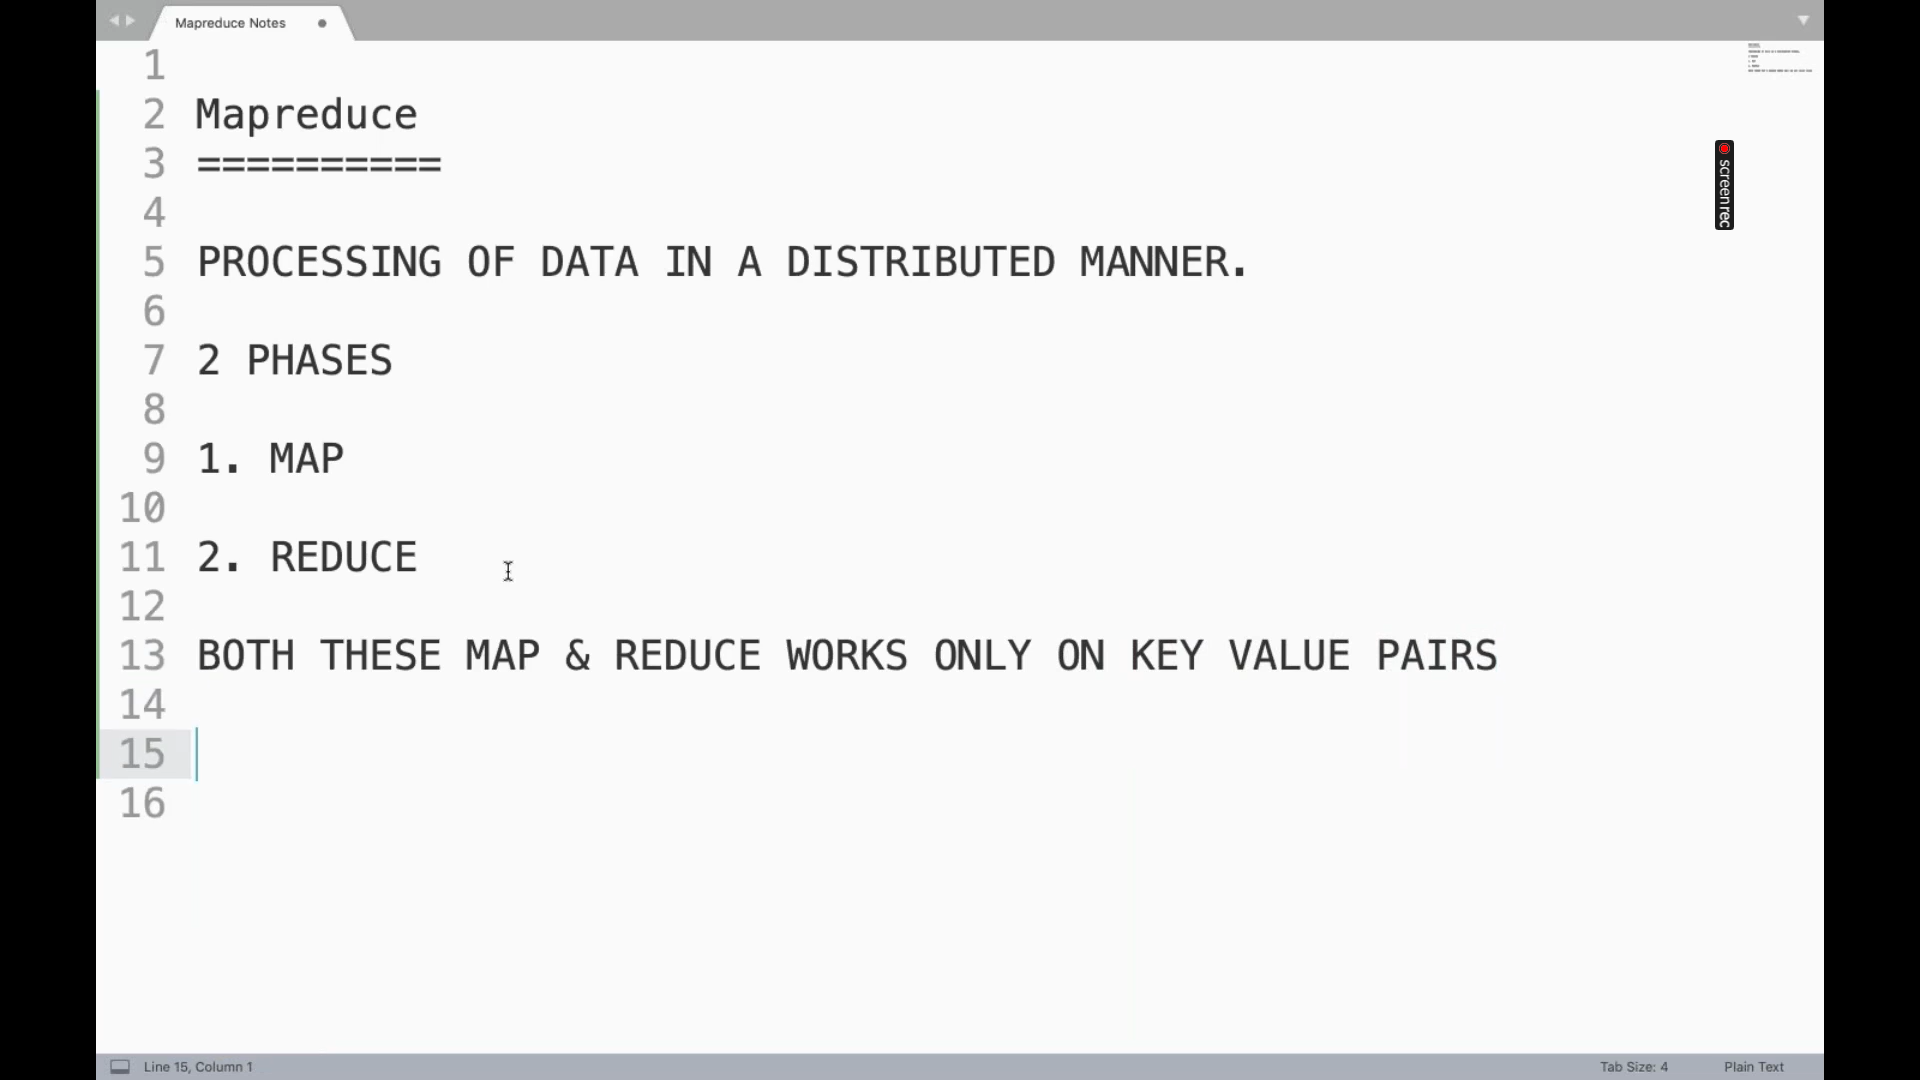 Mapreduce Notes
1
2 Mapreduce
3 ==========
4
5 PROCESSING OF DATA IN A DISTRIBUTED MANNER.
6
7 2 PHASES
8
9 1. MAP
10
11 2. REDUCE
12
13 BOTH THESE MAP & REDUCE WORKS ONLY ON KEY VALUE PAIRS
14
15
16
screenrec
Line 15, Column 1
Tab Size: 4
Plain Text